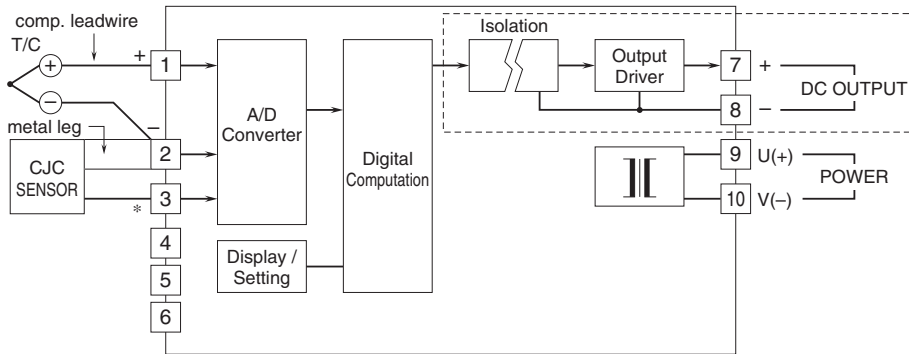 comp. leadwire
T/C
+
−
+
−
metal leg
CJC
SENSOR
*
1
2
3
4
5
6
A/D
Converter
Display /
Setting
Digital
Computation
Isolation
Output
Driver
7
8
9
10
+
−
DC OUTPUT
U(+)
V(−)
POWER